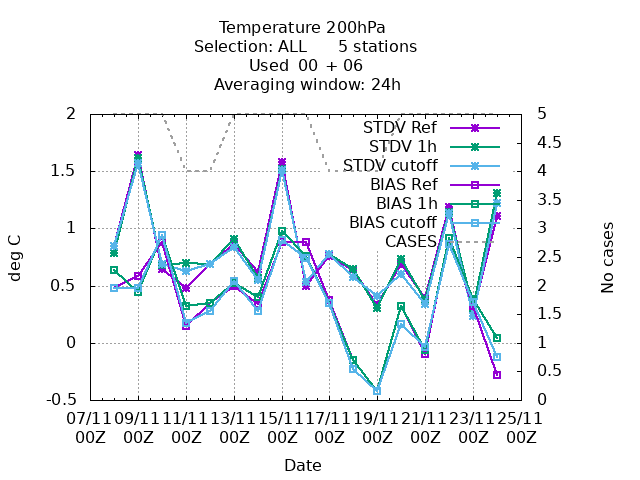 Temperature 200hPa
Selection: ALL 5 stations
Used 00 + 06
Averaging window: 24h
2
1.5
1
0.5
0
-0.5
deg C
5
4.5
4
3.5
3
2.5
2
1.5
1
0.5
0
No cases
STDV Ref
STDV 1h
STDV cutoff
BIAS Ref
BIAS 1h
BIAS cutoff
CASES
07/11 09/11 11/11 13/11 15/11 17/11 19/11 21/11 23/11 25/11
00Z 00Z 00Z 00Z 00Z 00Z 00Z 00Z 00Z 00Z
Date